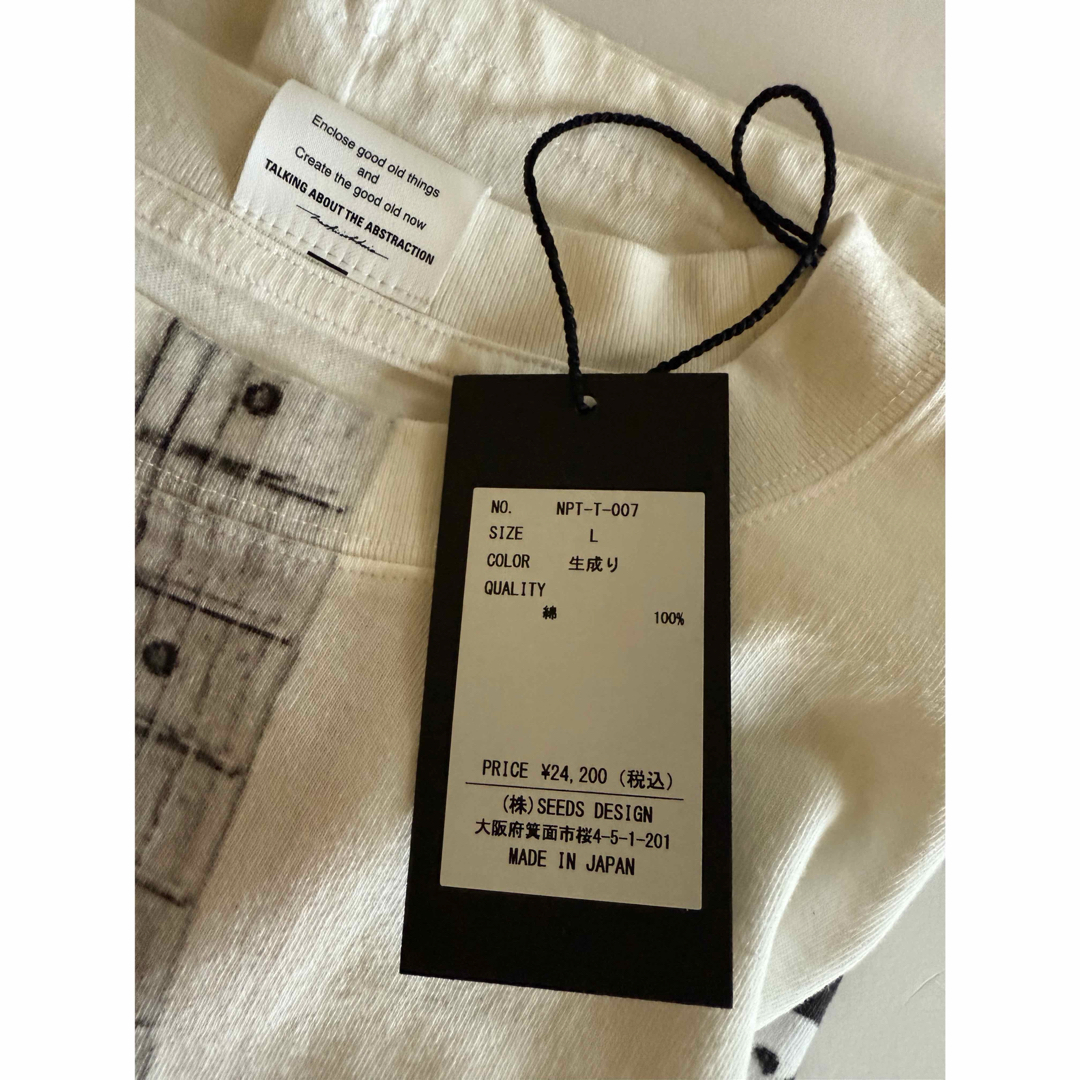 Enclose good old things
and
Create the good old now
TALKING ABOUT THE ABSTRACTION
NO. NPT-T-007
SIZE L
COLOR 生成り
QUALITY
綿 100%
PRICE ¥24,200 (税込)
(株)SEEDS DESIGN
大阪府箕面市桜4-5-1-201
MADE IN JAPAN